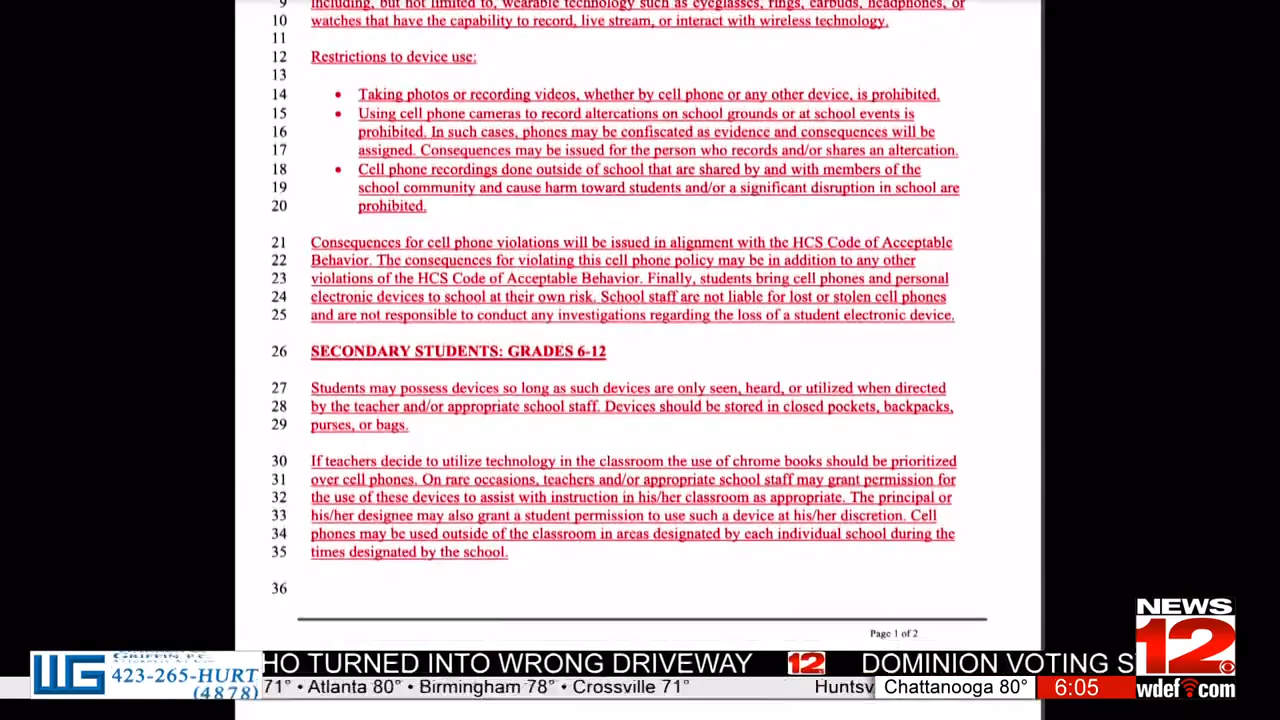 9 including, but not limited to, wearable technology such as eyeglasses, rings, earbuds, headphones, or
10 watches that have the capability to record, live stream, or interact with wireless technology.
11
12 Restrictions to device use:
13
14 • Taking photos or recording videos, whether by cell phone or any other device, is prohibited.
15 • Using cell phone cameras to record altercations on school grounds or at school events is
16 prohibited. In such cases, phones may be confiscated as evidence and consequences will be
17 assigned. Consequences may be issued for the person who records and/or shares an altercation.
18 • Cell phone recordings done outside of school that are shared by and with members of the
19 school community and cause harm toward students and/or a significant disruption in school are
20 prohibited.
21 Consequences for cell phone violations will be issued in alignment with the HCS Code of Acceptable
22 Behavior. The consequences for violating this cell phone policy may be in addition to any other
23 violations of the HCS Code of Acceptable Behavior. Finally, students bring cell phones and personal
24 electronic devices to school at their own risk. School staff are not liable for lost or stolen cell phones
25 and are not responsible to conduct any investigations regarding the loss of a student electronic device.
26 SECONDARY STUDENTS: GRADES 6-12
27 Students may possess devices so long as such devices are only seen, heard, or utilized when directed
28 by the teacher and/or appropriate school staff. Devices should be stored in closed pockets, backpacks,
29 purses, or bags.
30 If teachers decide to utilize technology in the classroom the use of chrome books should be prioritized
31 over cell phones. On rare occasions, teachers and/or appropriate school staff may grant permission for
32 the use of these devices to assist with instruction in his/her classroom as appropriate. The principal or
33 his/her designee may also grant a student permission to use such a device at his/her discretion. Cell
34 phones may be used outside of the classroom in areas designated by each individual school during the
35 times designated by the school.
36
Page 1 of 2
NEWS
12
wdef.com
WG
423-265-HURT
(4878)
HO TURNED INTO WRONG DRIVEWAY 12 DOMINION VOTING S
71° • Atlanta 80° • Birmingham 78° • Crossville 71° Huntsv
Chattanooga 80° 6:05